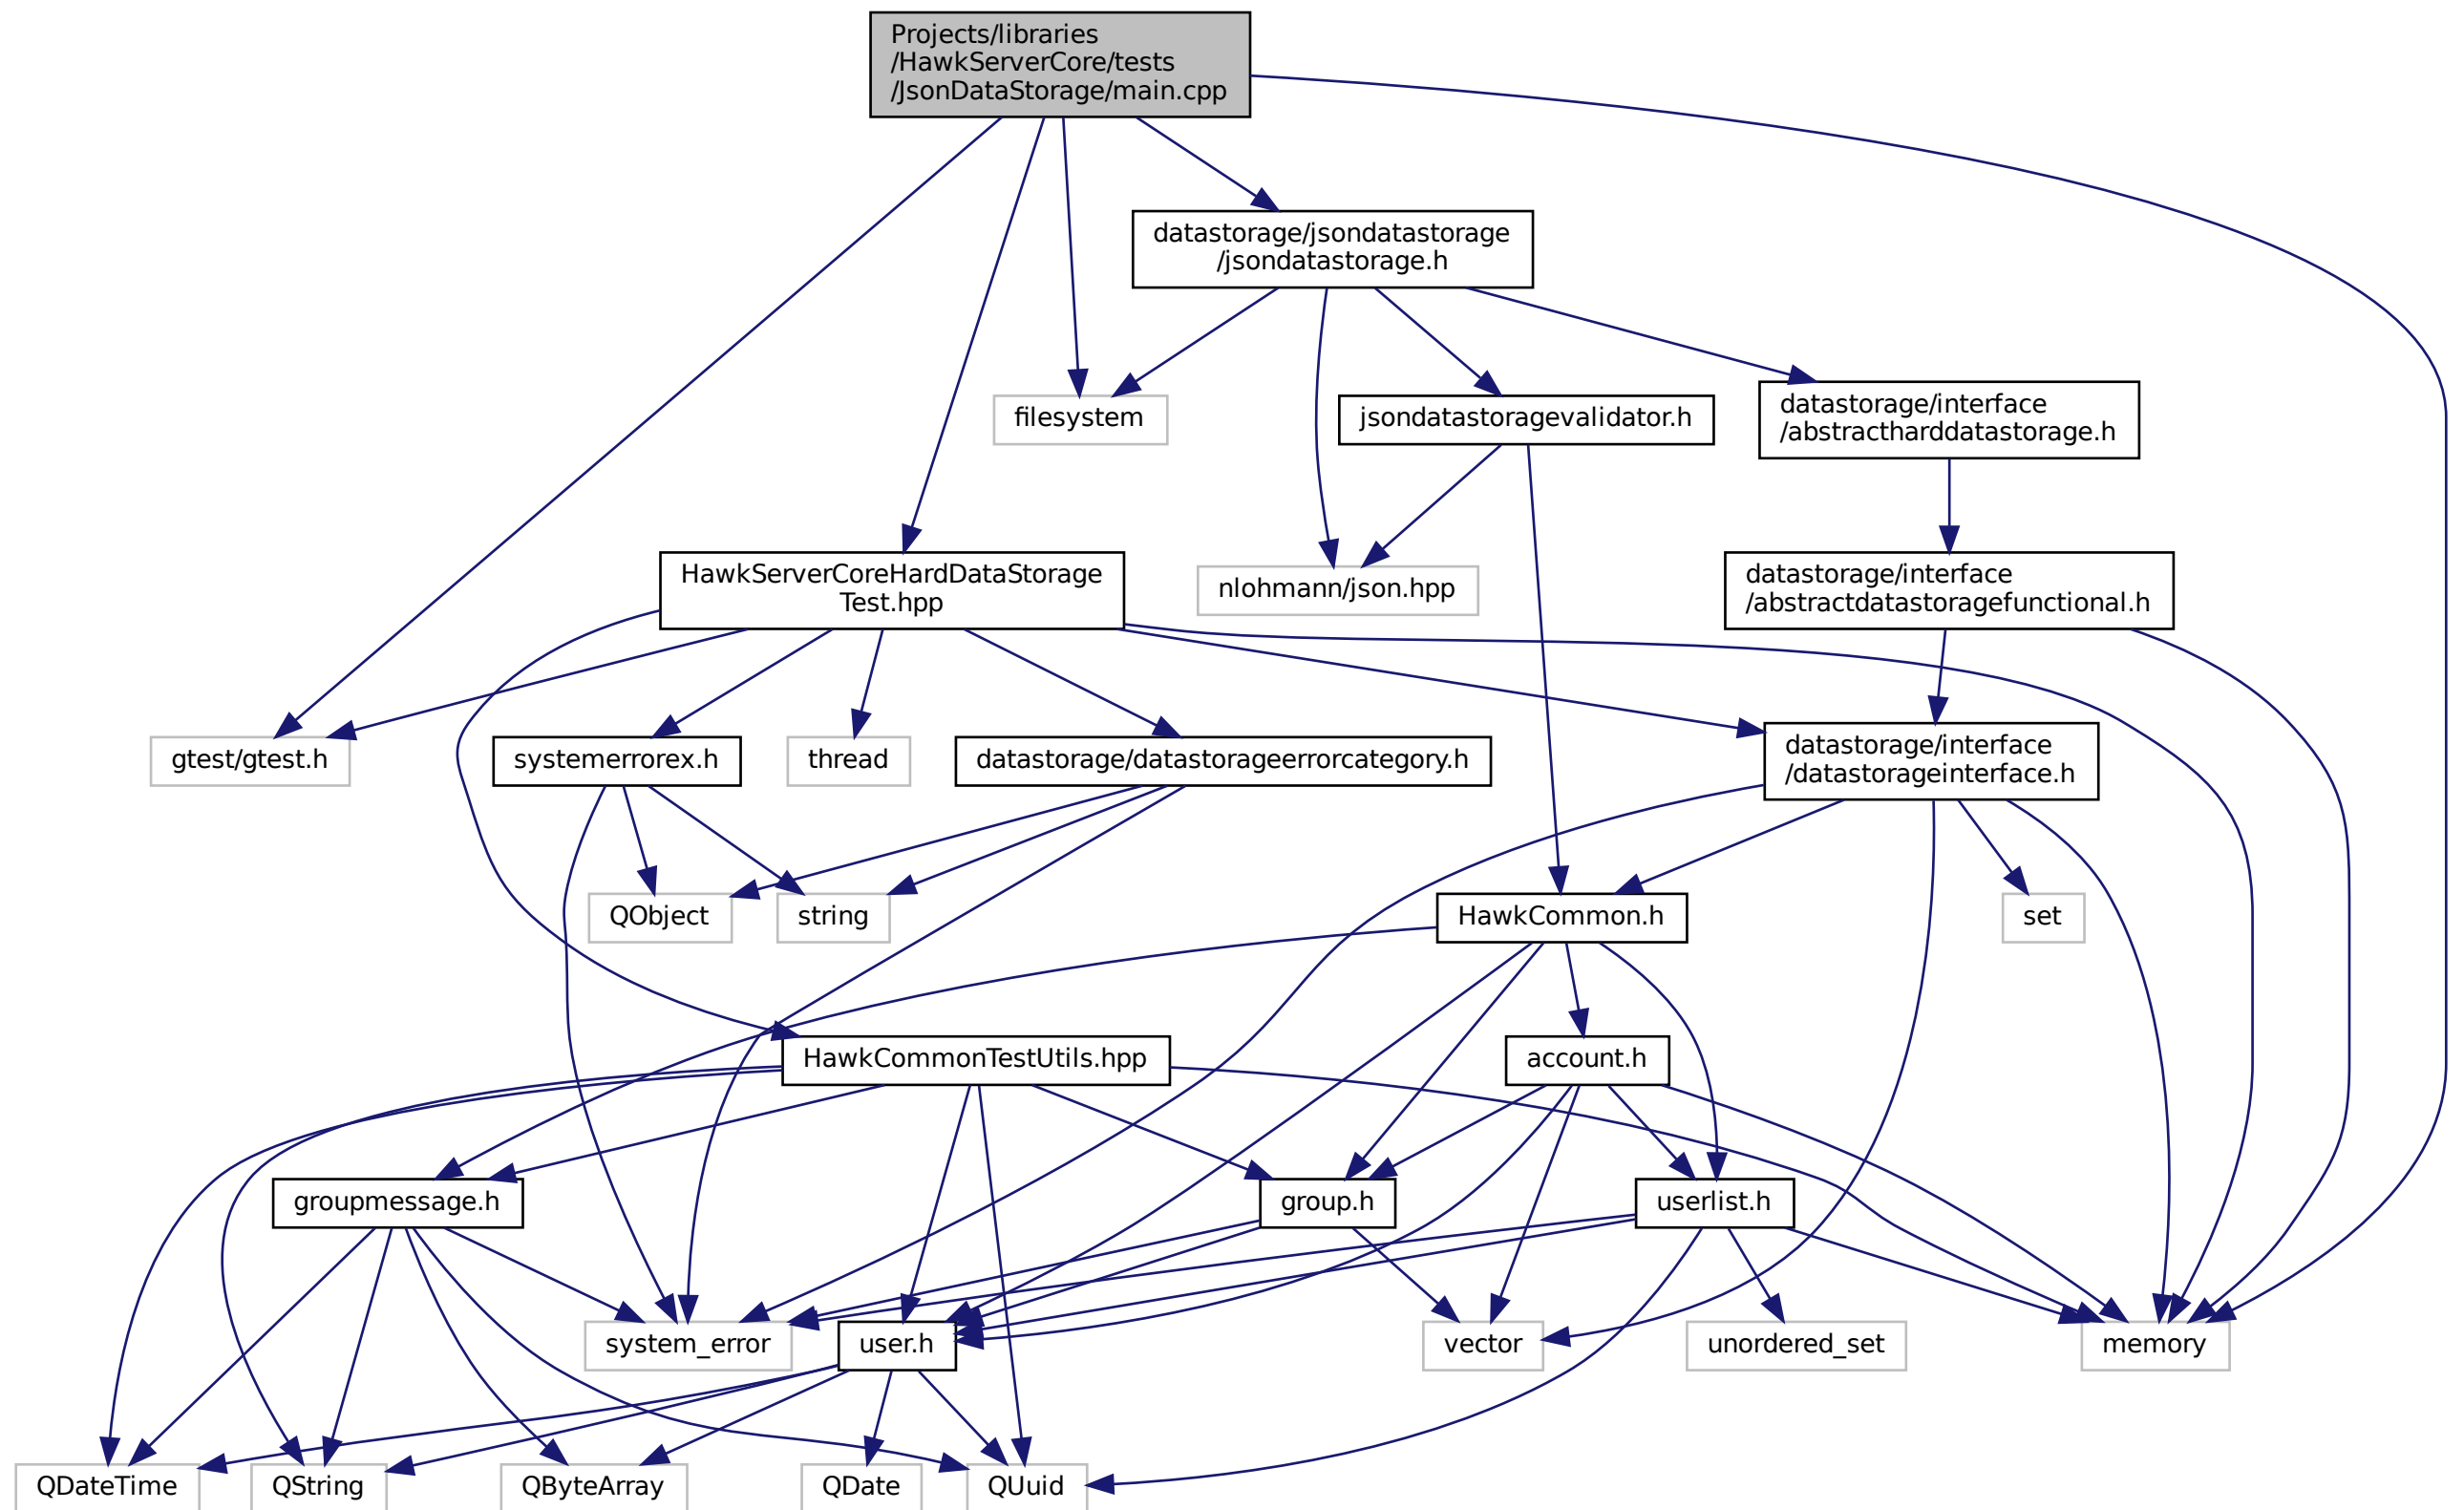 Projects/libraries
/HawkServerCore/tests
/JsonDataStorage/main.cpp
datastorage/jsondatastorage
/jsondatastorage.h
filesystem
jsondatastoragevalidator.h
datastorage/interface
/abstractharddatastorage.h
HawkServerCoreHardDataStorage
Test.hpp
nlohmann/json.hpp
datastorage/interface
/abstractdatastoragefunctional.h
gtest/gtest.h
systemerrorex.h
thread
datastorage/datastorageerrorcategory.h
datastorage/interface
/datastorageinterface.h
QObject
string
HawkCommon.h
set
HawkCommonTestUtils.hpp
account.h
groupmessage.h
group.h
userlist.h
system_error
user.h
vector
unordered_set
memory
QDateTime
QString
QByteArray
QDate
QUuid